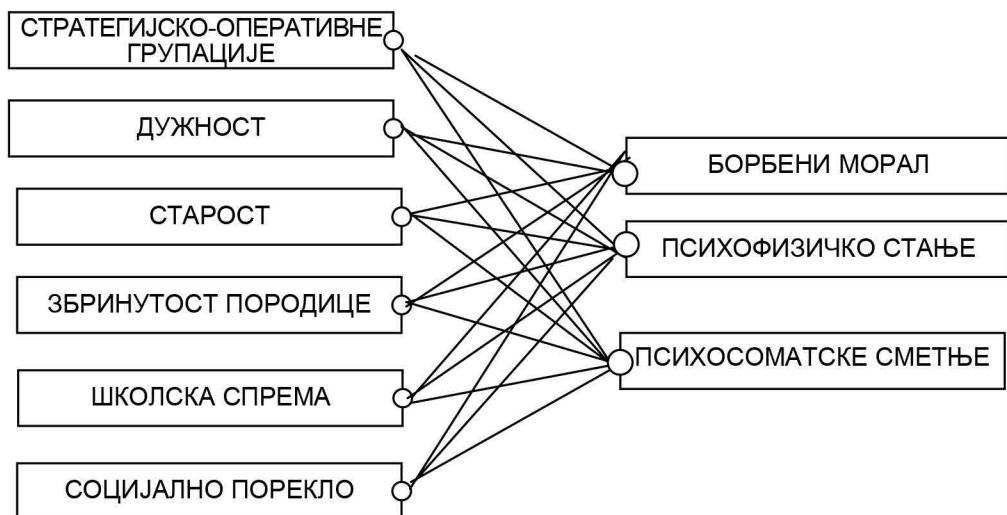 СТРАТЕГИЈСКО-ОПЕРАТИВНЕ
ГРУПАЦИЈЕ
ДУЖНОСТ
СТАРОСТ
ЗБРИНУТОСТ ПОРОДИЦЕ
ШКОЛСКА СПРЕМА
СОЦИЈАЛНО ПОРЕКЛО
БОРБЕНИ МОРАЛ
ПСИХОФИЗИЧКО СТАЊЕ
ПСИХОСОМАТСКЕ СМЕТЊЕ